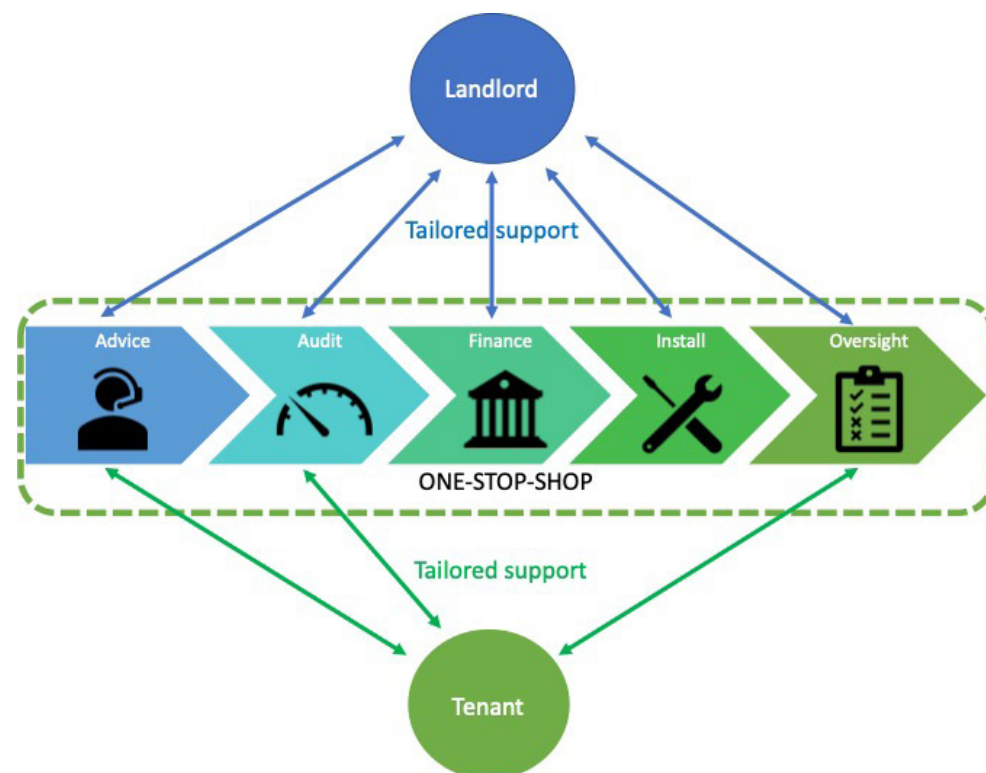 Landlord
Tailored support
Advice
Audit
Finance
Install
Oversight
ONE-STOP-SHOP
Tailored support
Tenant